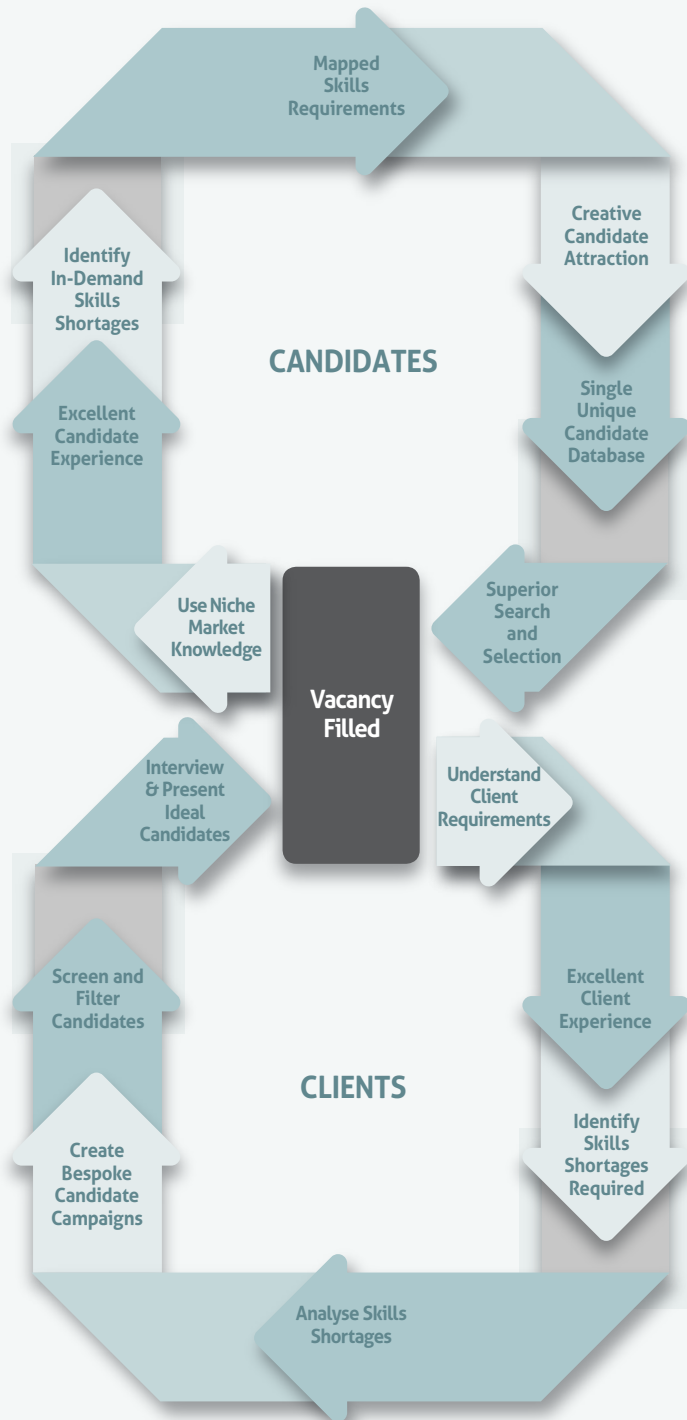 Mapped
Skills
Requirements
Creative
Candidate
Attraction
Identify
In-Demand
Skills
Shortages
CANDIDATES
Single
Unique
Candidate
Database
Excellent
Candidate
Experience
Superior
Search
and
Selection
Use Niche
Market
Knowledge
Vacancy
Filled
Interview
& Present
Ideal
Candidates
Understand
Client
Requirements
Screen and
Filter
Candidates
Excellent
Client
Experience
CLIENTS
Identify
Skills
Shortages
Required
Create
Bespoke
Candidate
Campaigns
Analyse Skills
Shortages